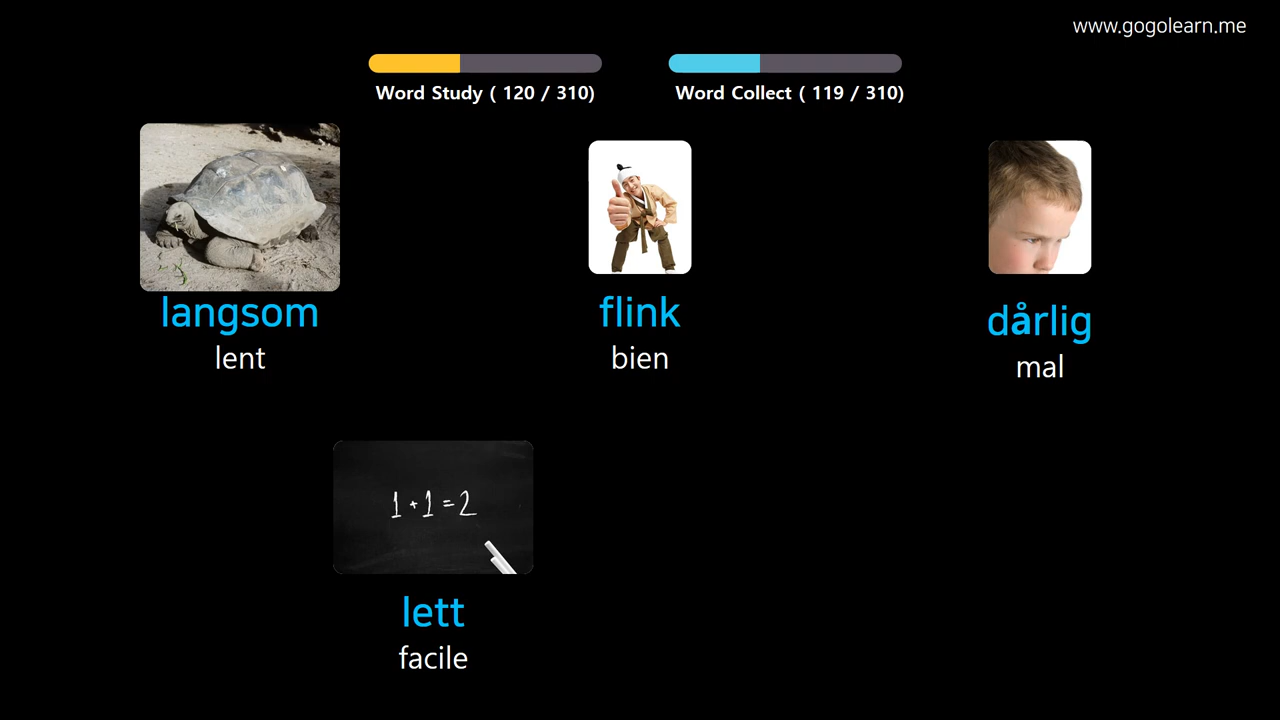 www.gogolearn.me
Word Study ( 120 / 310)
Word Collect ( 119 / 310)
langsom
lent
flink
bien
dårlig
mal
1+1=2
lett
facile